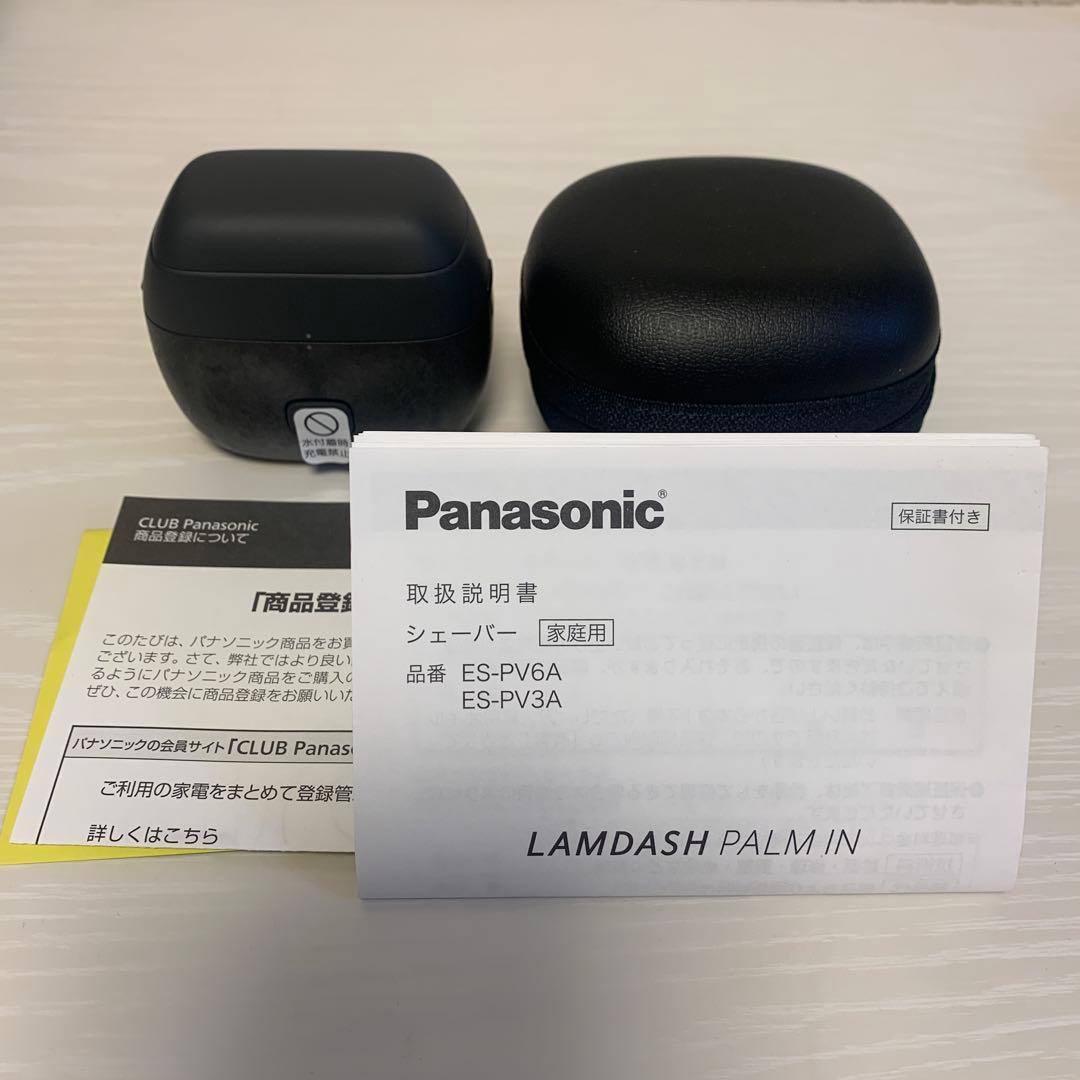 水付着時
充電禁止
CLUB Panasonic
商品登録について
「商品登録
このたびは、パナソニック商品をお買
ございます。さて、弊社ではより良い
るようにパナソニック商品をご購入の
ぜひ、この機会に商品登録をお願いいた
パナソニックの会員サイト「CLUB Panas
ご利用の家電をまとめて登録管
詳しくはこちら
Panasonic®
保証書付き
取扱説明書
シェーバー 家庭用
品番 ES-PV6A
ES-PV3A
LAMDASH PALM IN